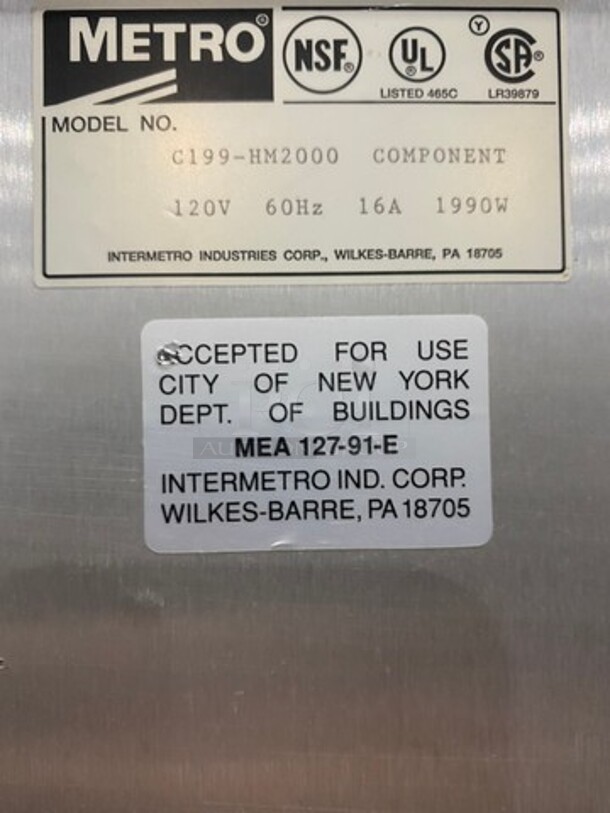 METRO®
NSF®
UL®
LISTED 465C
Y
SA®
LR39879
MODEL NO.
C199-HM2000 COMPONENT
120V 60Hz 16A 1990W
INTERMETRO INDUSTRIES CORP., WILKES-BARRE, PA 18705
ACCEPTED FOR USE
CITY OF NEW YORK
DEPT. OF BUILDINGS
MEA 127-91-E
INTERMETRO IND. CORP.
WILKES-BARRE, PA 18705